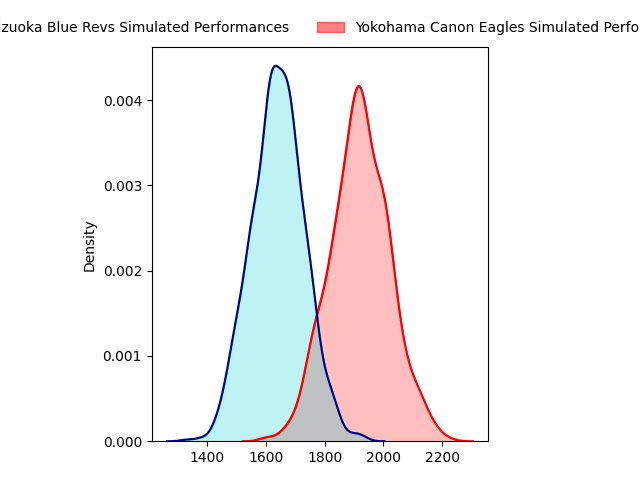 zuoka Blue Revs Simulated Performances
Yokohama Canon Eagles Simulated Perfo
Density
0.004
0.003
0.002
0.001
0.000
1400 1600 1800 2000 2200